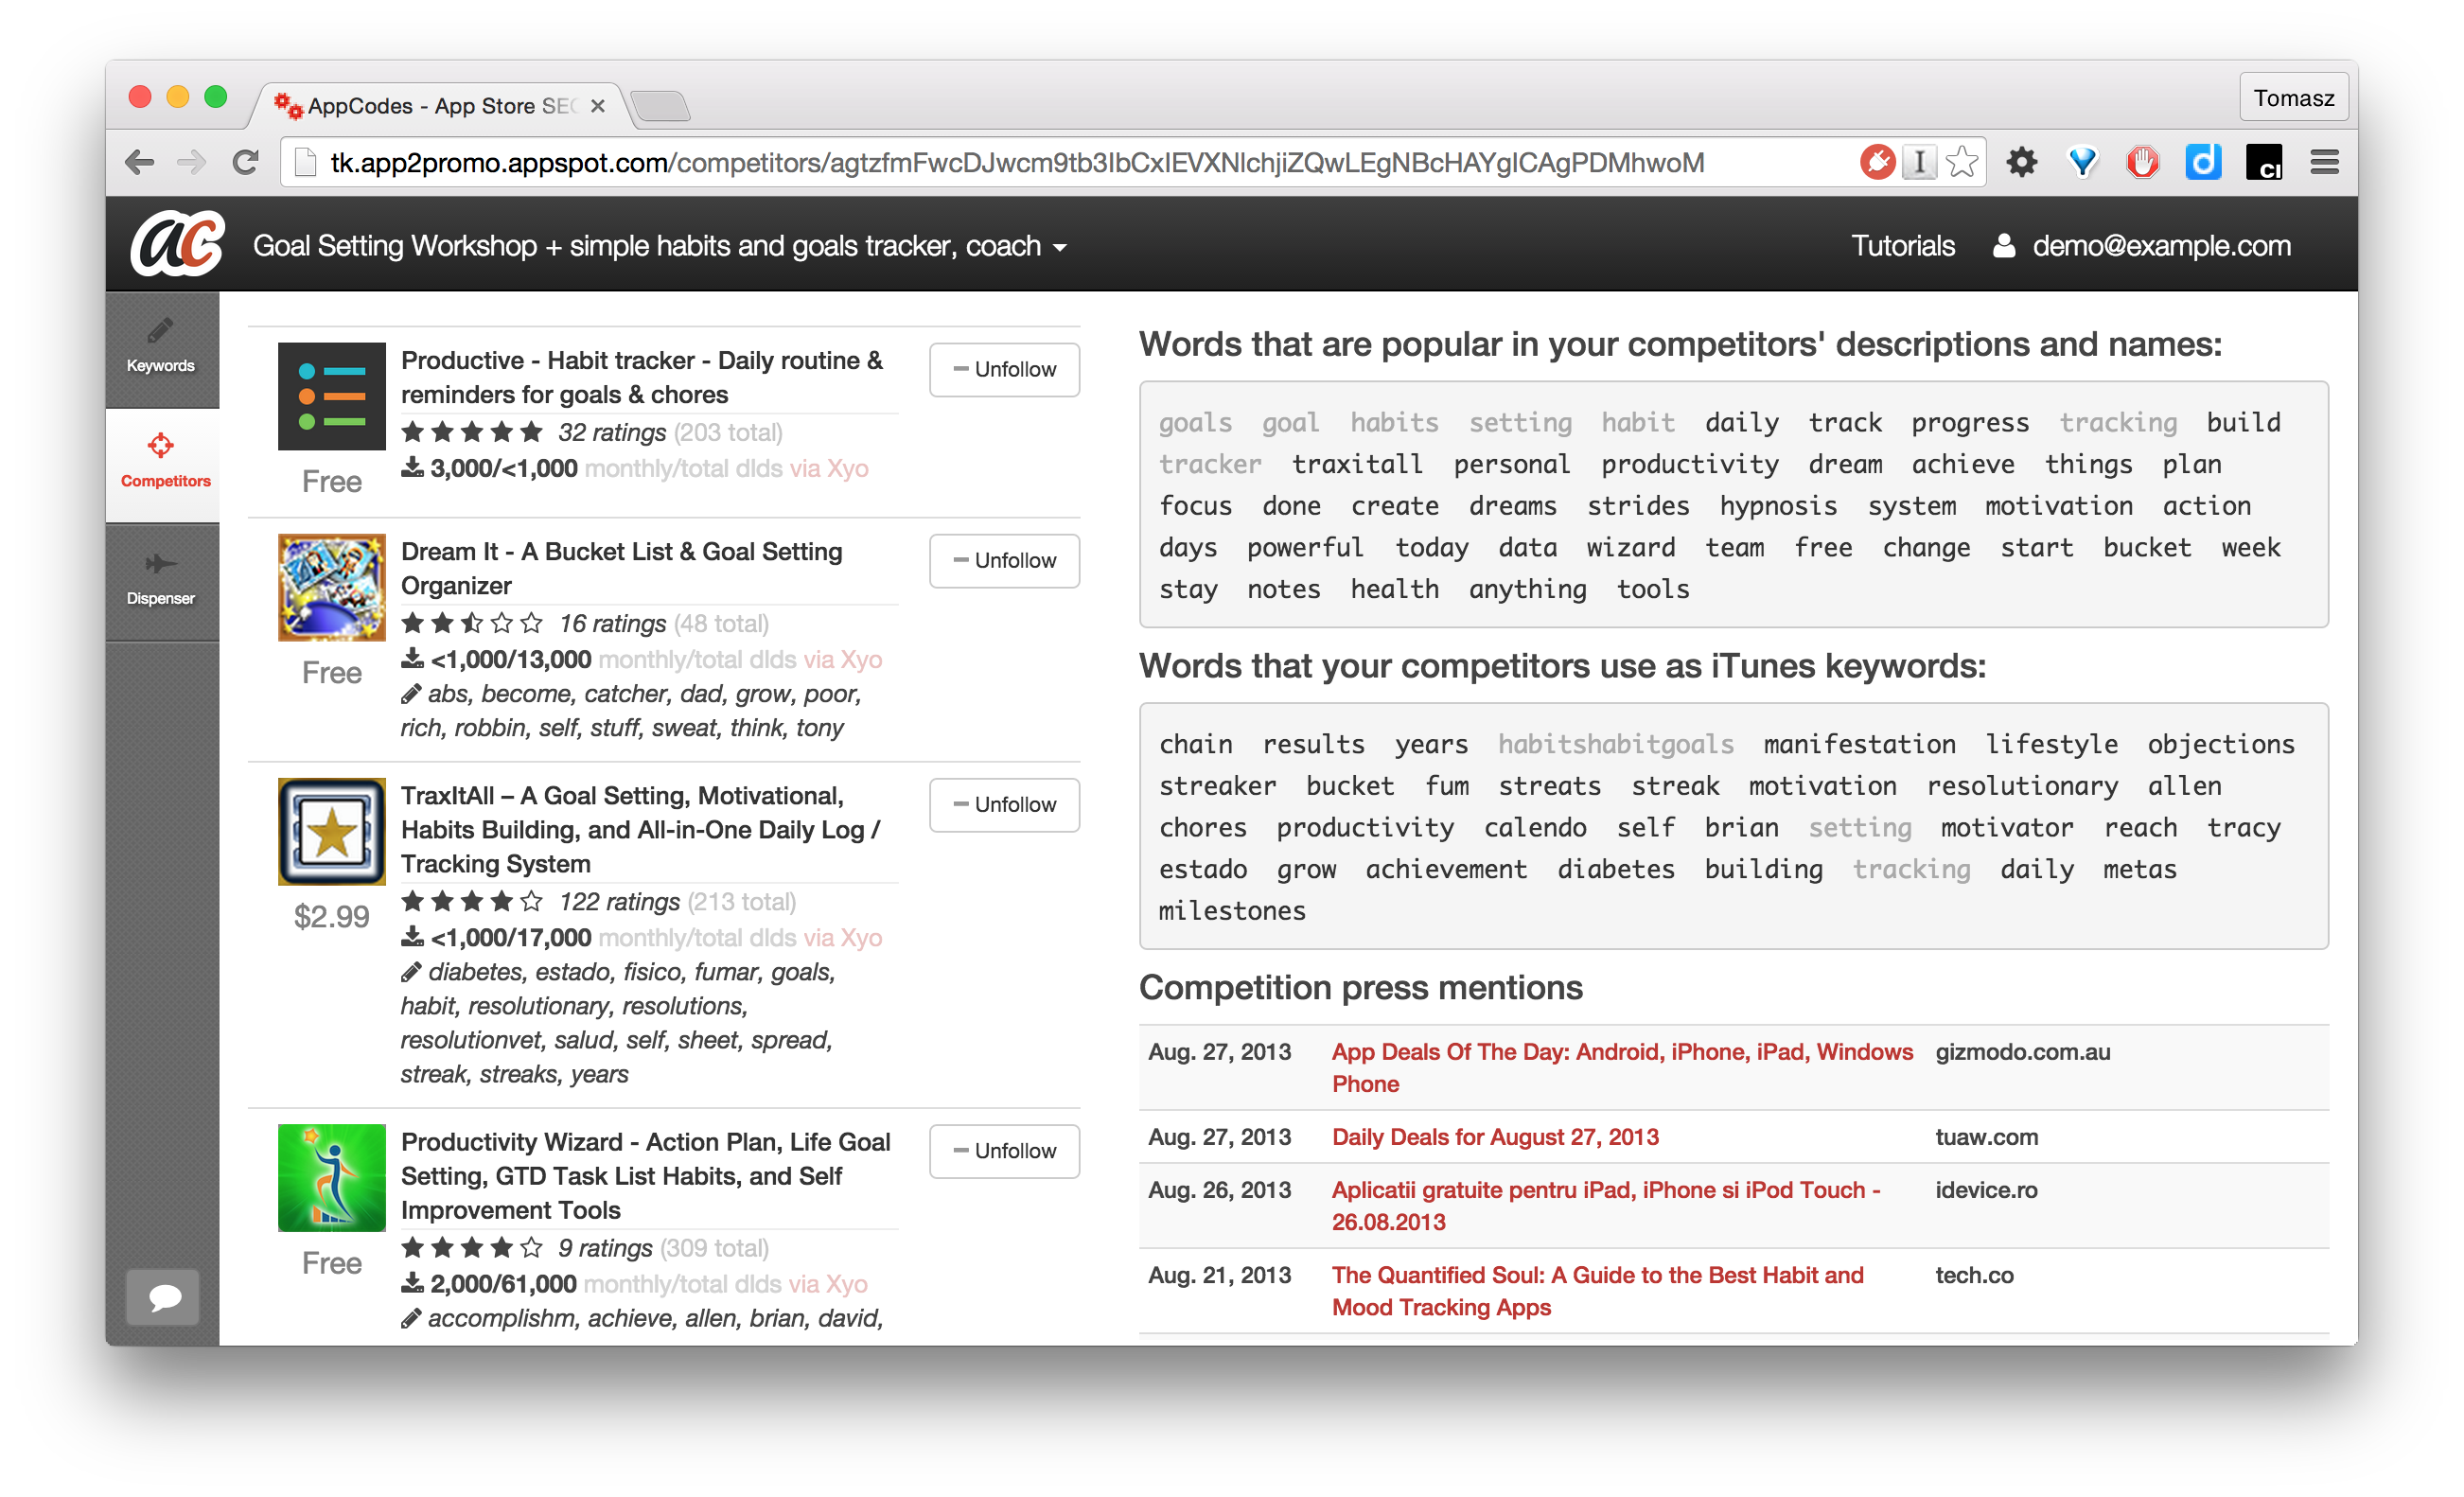 AppCodes - App Store SEO
Tomasz
tk.app2promo.appspot.com/competitors/agtzfmFwcDJwcm9tb3IbCxIEVXNlchjiZQwLEgNBcHAYgICAgPDMhwoM
ac
Goal Setting Workshop + simple habits and goals tracker, coach
Tutorials
demo@example.com
Keywords
Competitors
Dispenser
Productive - Habit tracker - Daily routine &
reminders for goals & chores
32 ratings (203 total)
3,000/<1,000 monthly/total dlds via Xyo
Free
Unfollow
Dream It - A Bucket List & Goal Setting
Organizer
16 ratings (48 total)
<1,000/13,000 monthly/total dlds via Xyo
abs, become, catcher, dad, grow, poor,
rich, robbin, self, stuff, sweat, think, tony
Free
Unfollow
TraxItAll – A Goal Setting, Motivational,
Habits Building, and All-in-One Daily Log /
Tracking System
122 ratings (213 total)
<1,000/17,000 monthly/total dlds via Xyo
diabetes, estado, fisico, fumar, goals,
habit, resolutionary, resolutions,
resolutionvet, salud, self, sheet, spread,
streak, streaks, years
$2.99
Unfollow
Productivity Wizard - Action Plan, Life Goal
Setting, GTD Task List Habits, and Self
Improvement Tools
9 ratings (309 total)
2,000/61,000 monthly/total dlds via Xyo
accomplishm, achieve, allen, brian, david,
Free
Unfollow
Words that are popular in your competitors' descriptions and names:
goals goal habits setting habit daily track progress tracking build
tracker traxitall personal productivity dream achieve things plan
focus done create dreams strides hypnosis system motivation action
days powerful today data wizard team free change start bucket week
stay notes health anything tools
Words that your competitors use as iTunes keywords:
chain results years habitshabitgoals manifestation lifestyle objections
streaker bucket fum streats streak motivation resolutionary allen
chores productivity calendo self brian setting motivator reach tracy
estado grow achievement diabetes building tracking daily metas
milestones
Competition press mentions
Aug. 27, 2013 App Deals Of The Day: Android, iPhone, iPad, Windows gizmodo.com.au
Phone
Aug. 27, 2013 Daily Deals for August 27, 2013 tuaw.com
Aug. 26, 2013 Aplicatii gratuite pentru iPad, iPhone si iPod Touch - idevice.ro
26.08.2013
Aug. 21, 2013 The Quantified Soul: A Guide to the Best Habit and tech.co
Mood Tracking Apps